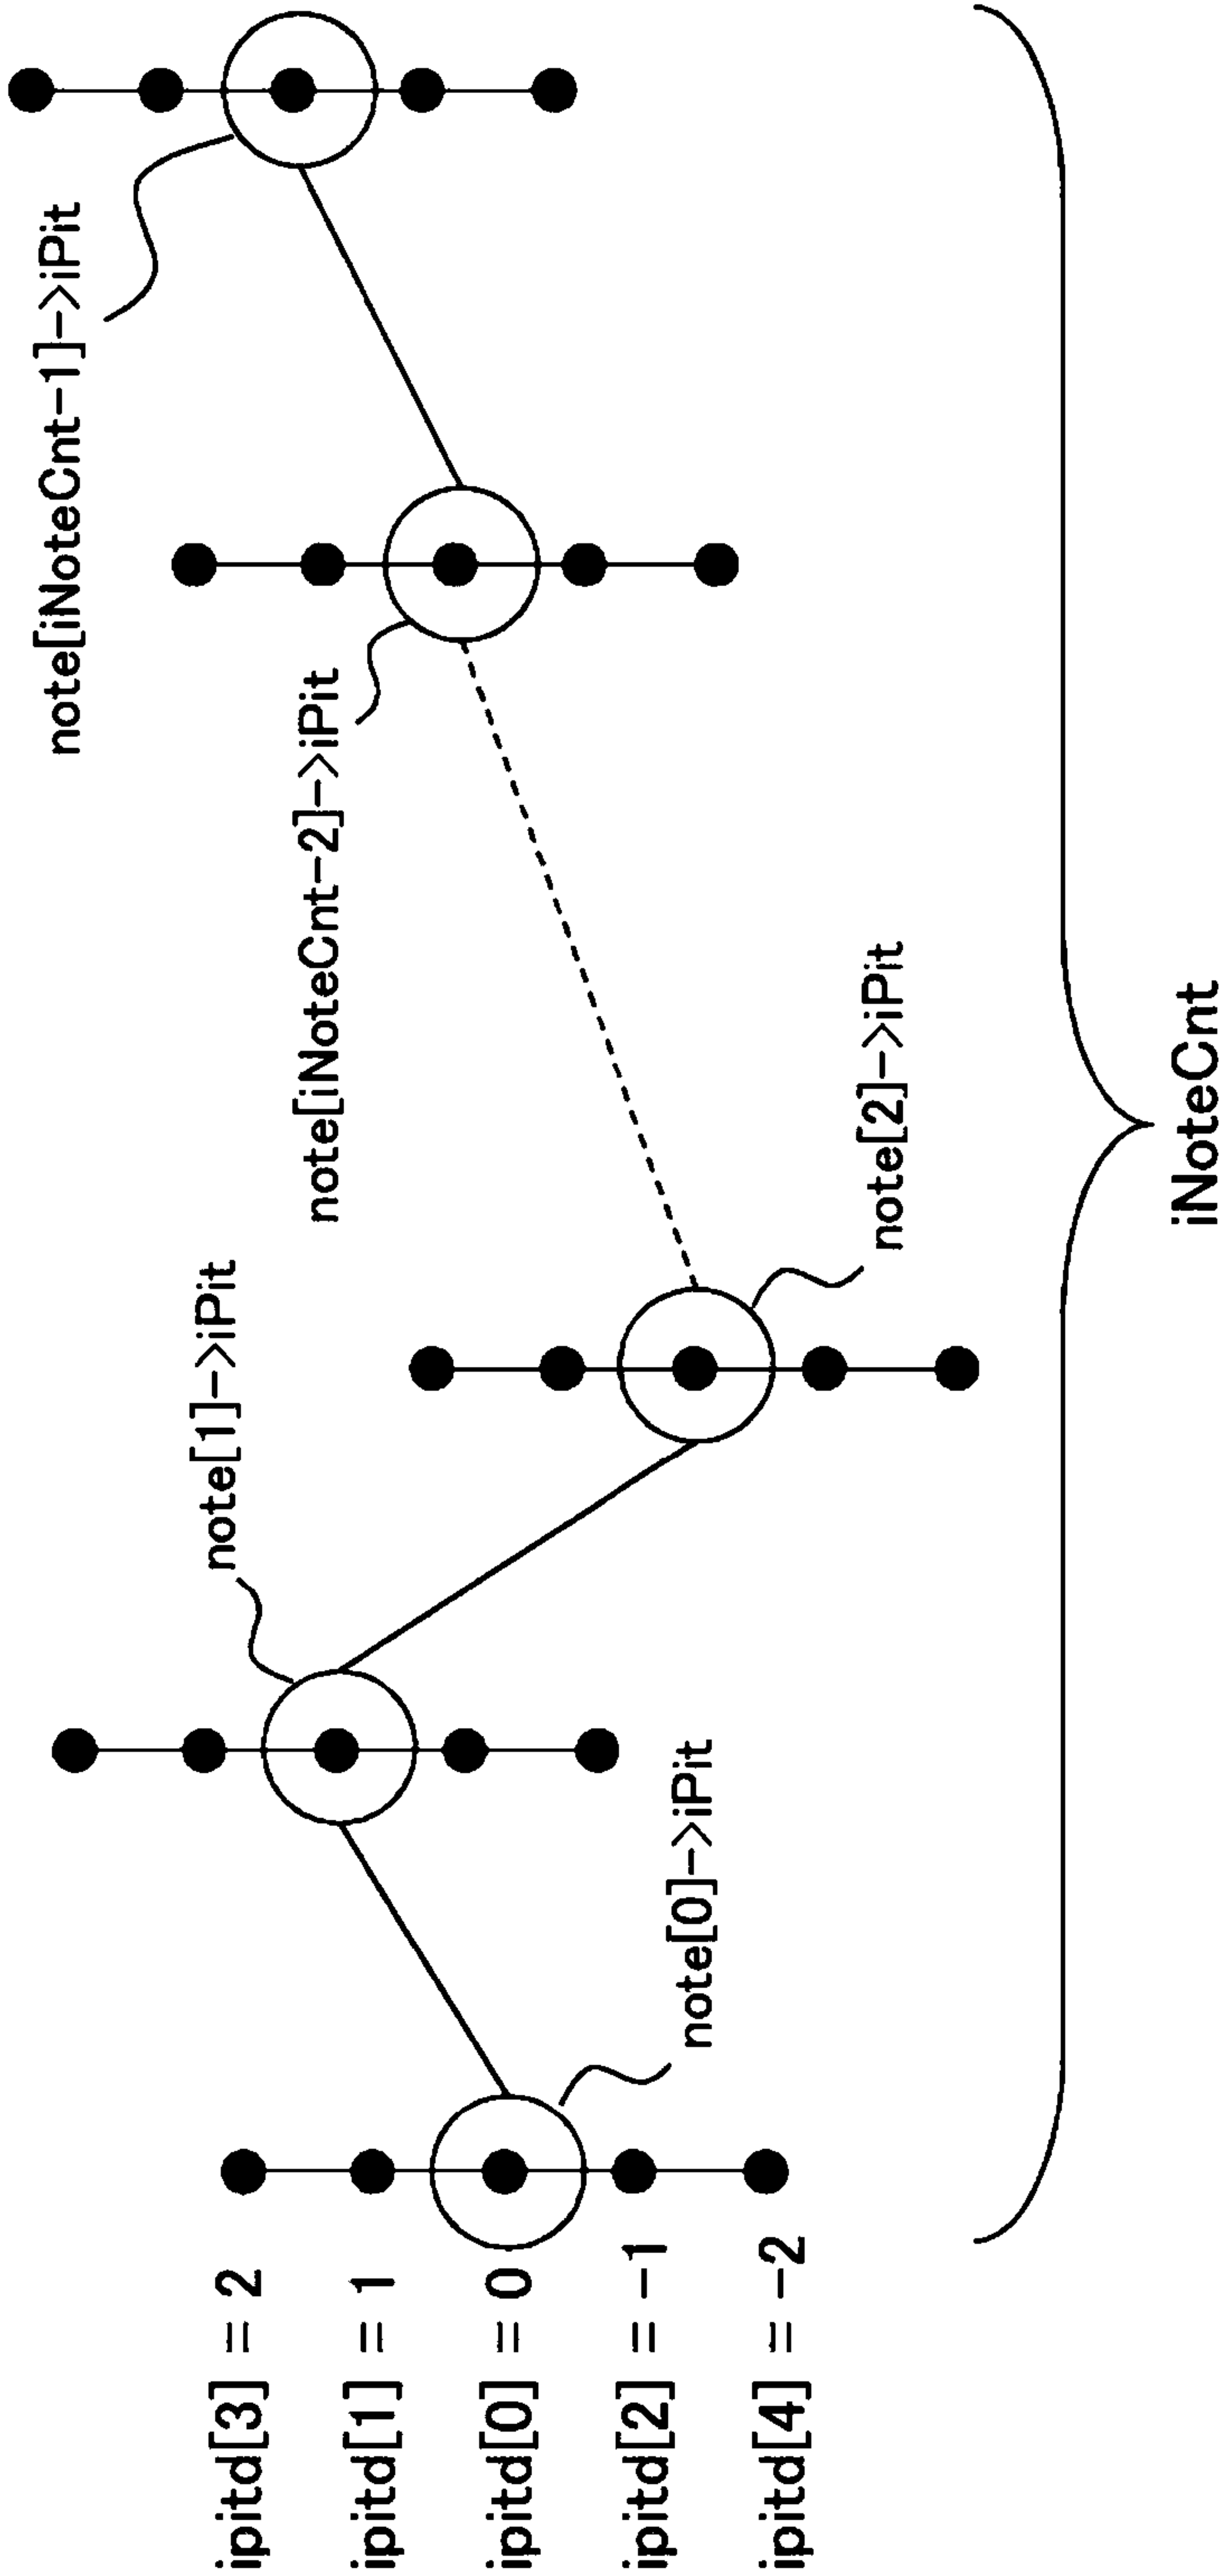 ipitd[3] = 2
ipitd[1] = 1
ipitd[0] = 0
ipitd[2] = -1
ipitd[4] = -2
note[0]->iPit
note[1]->iPit
note[2]->iPit
note[iNoteCnt-2]->iPit
note[iNoteCnt-1]->iPit
iNoteCnt